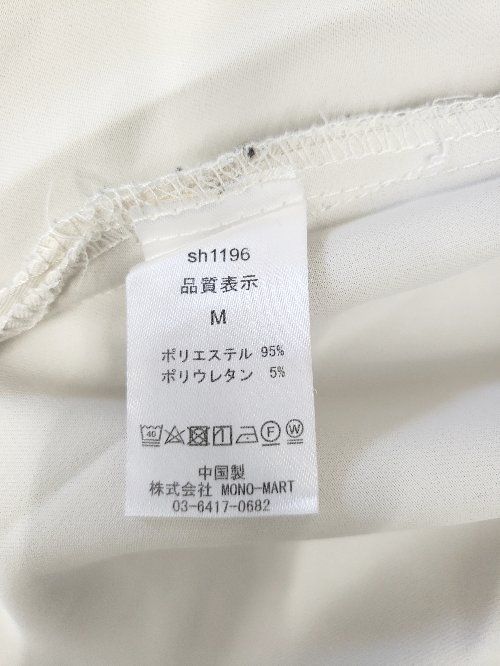 sh1196
品質表示
M
ポリエステル 95%
ポリウレタン 5%
40 F W
中国製
株式会社 MONO-MART
03-6417-0682